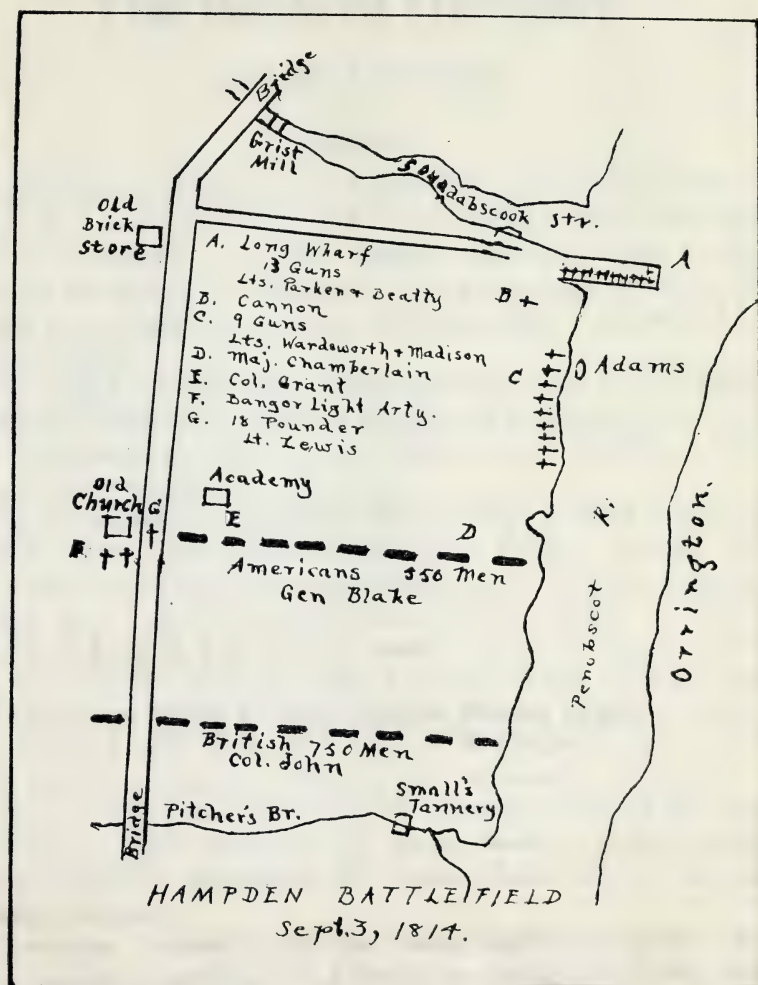 Bridge
Grist
Mill
Sowadabscook Str.
Old
Brick
Store
A. Long Wharf
13 Guns
Lts. Parker & Beatty
B. Cannon
C. 9 Guns
Lts. Wardsworth & Madison
D. Maj. Chamberlain
E. Col. Grant
F. Bangor Light Arty.
G. 18 Pounder
Lt. Lewis
A
B
C
Adams
Old
Church
G
F
Academy
E
D
Americans 550 Men
Gen Blake
Penobscot R.
Orrington.
British 750 Men
Col. John
Small's
Tannery
Pitcher's Br.
Bridge
HAMPDEN BATTLEFIELD
Sept. 3, 1814.